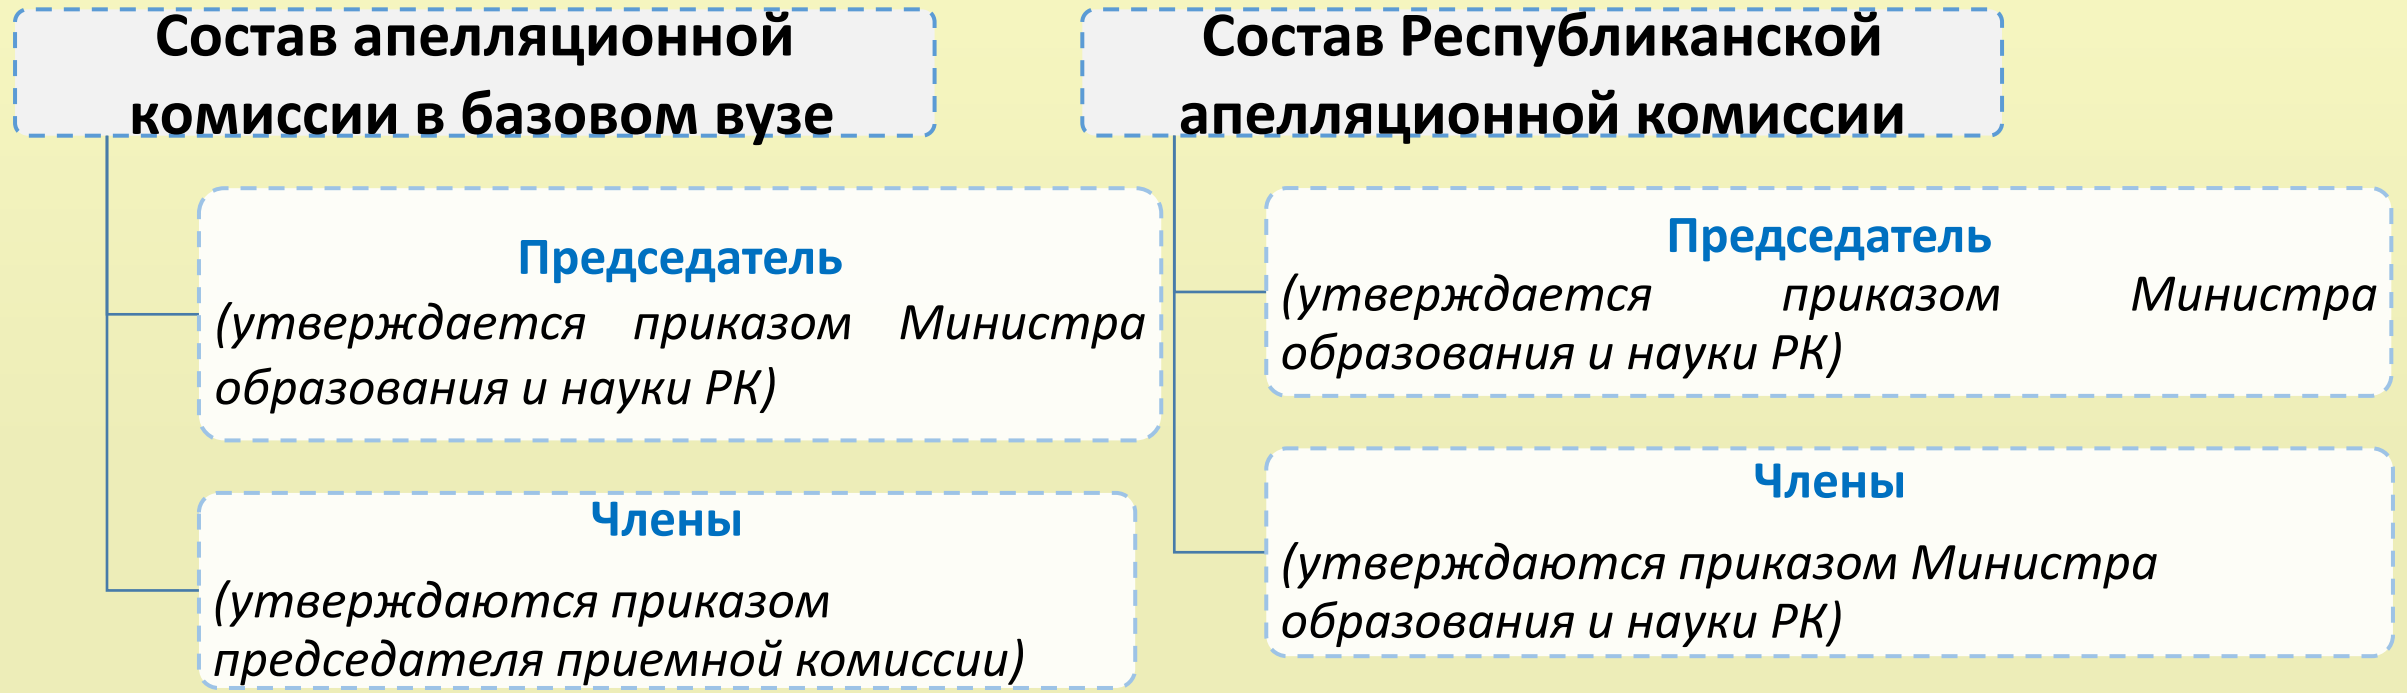 Состав апелляционной
комиссии в базовом вузе
Председатель
(утверждается приказом Министра
образования и науки РК)
Члены
(утверждаются приказом
председателя приемной комиссии)
Состав Республиканской
апелляционной комиссии
Председатель
(утверждается приказом Министра
образования и науки РК)
Члены
(утверждаются приказом Министра
образования и науки РК)